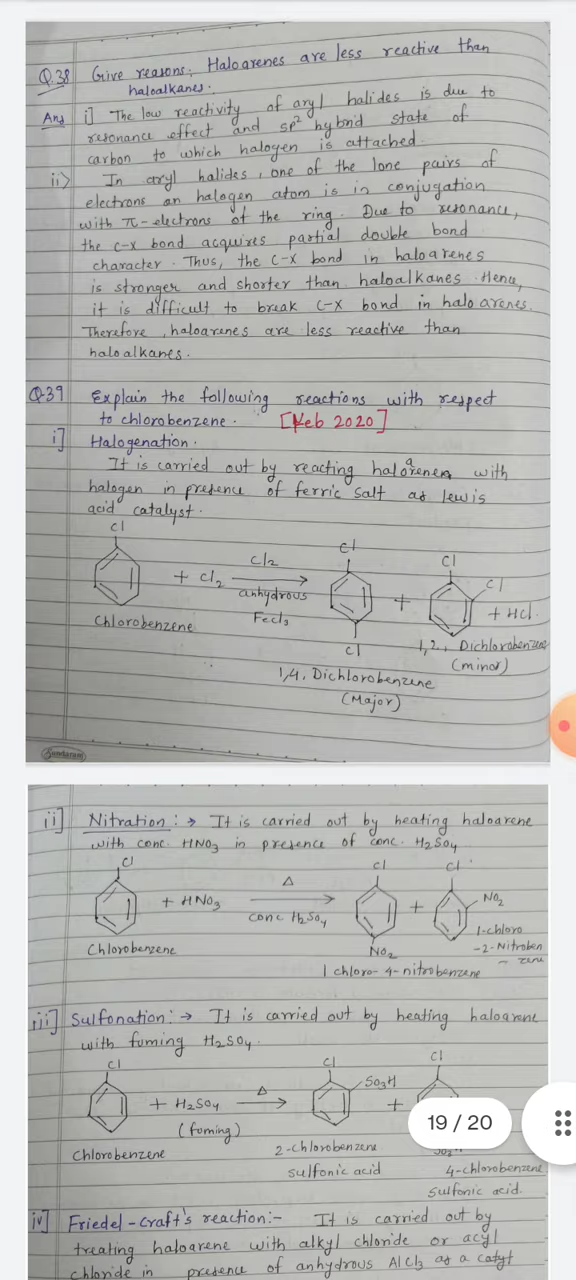 Q.38 Give reasons: Haloarenes are less reactive than
haloalkanes.
Ans i] The low reactivity of aryl halides is due to
resonance effect and sp² hybrid state of
carbon to which halogen is attached.
ii> In aryl halides, one of the lone pairs of
electrons on halogen atom is in conjugation
with π-electrons of the ring. Due to resonance,
the C-X bond acquires partial double bond
character. Thus, the C-X bond in haloarenes
is stronger and shorter than haloalkanes. Hence,
it is difficult to break C-X bond in haloarenes.
Therefore, haloarenes are less reactive than
haloalkanes.
Q.39 Explain the following reactions with respect
to chlorobenzene. [Feb 2020]
i] Halogenation.
It is carried out by reacting haloarenes with
halogen in presence of ferric salt as lewis
acid catalyst.
Cl Cl Cl
+ Cl₂ Cl₂ + Cl
anhydrous + HCl
FeCl₃
Chlorobenzene Cl 1,2, Dichlorobenzene
(minor)
1,4, Dichlorobenzene
(Major)
Sundaram
ii] Nitration: → It is carried out by heating haloarene
with conc. HNO₃ in presence of conc. H₂SO₄.
Cl Cl Cl
+ HNO₃ Δ + NO₂
conc H₂SO₄
Chlorobenzene NO₂ 1-chloro
-2-Nitroben
- zene
1 chloro-4-nitrobenzene
iii] Sulfonation: → It is carried out by heating haloarene
with fuming H₂SO₄.
Cl Cl Cl
+ H₂SO₄ Δ SO₃H +
(fuming)
19 / 20
Chlorobenzene 2-chlorobenzene 4-chlorobenzene
sulfonic acid sulfonic acid.
iv] Friedel-Craft's reaction:- It is carried out by
treating haloarene with alkyl chloride or acyl
chloride in presence of anhydrous AlCl₃ as a catyt